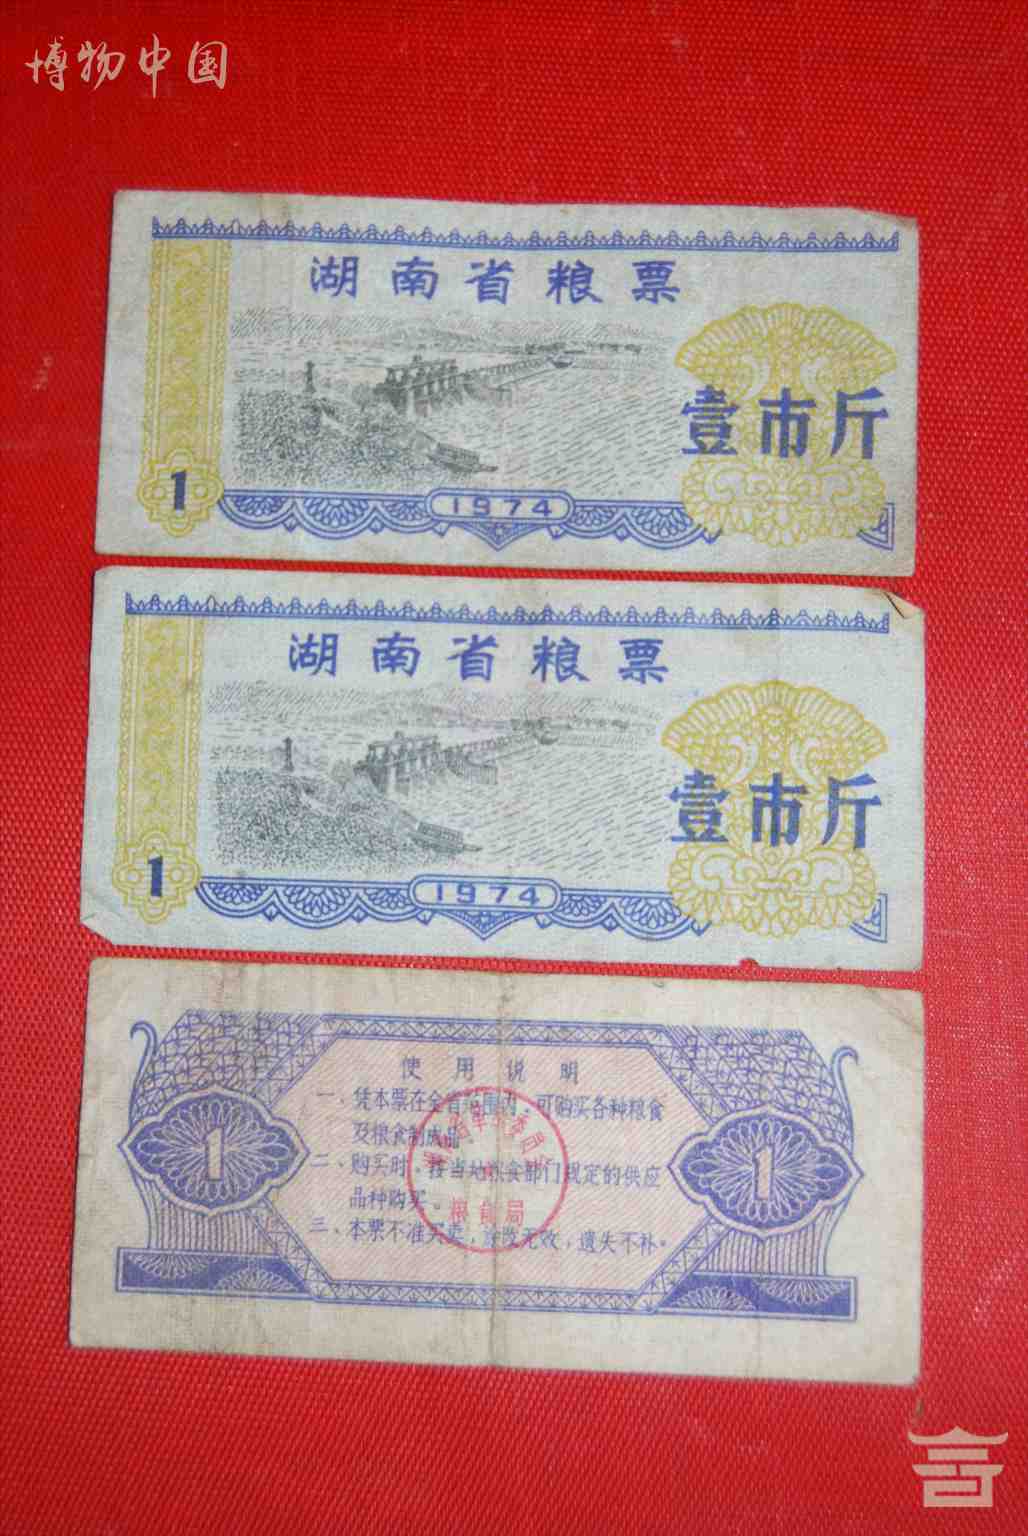 博物中国
湖南省粮票
壹市斤
1
1974
湖南省粮票
壹市斤
1
1974
使用说明
一、凭本票在全省范围内，可购买各种粮食
及粮食制成品。
二、购买时，按当地粮食部门规定的供应
品种购买。
三、本票不准买卖，涂改无效，遗失不补。
1
1
粮食局